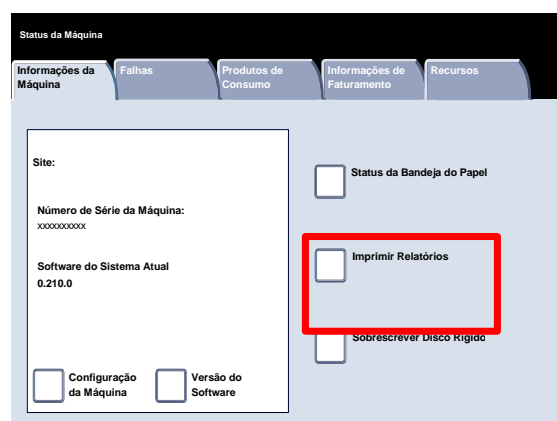 Status da Máquina
Informações da
Máquina
Falhas
Produtos de
Consumo
Informações de
Faturamento
Recursos
Site:
Número de Série da Máquina:
xxxxxxxxxx
Software do Sistema Atual
0.210.0
Configuração
da Máquina
Versão do
Software
Status da Bandeja do Papel
Imprimir Relatórios
Sobrescrever Disco Rígido